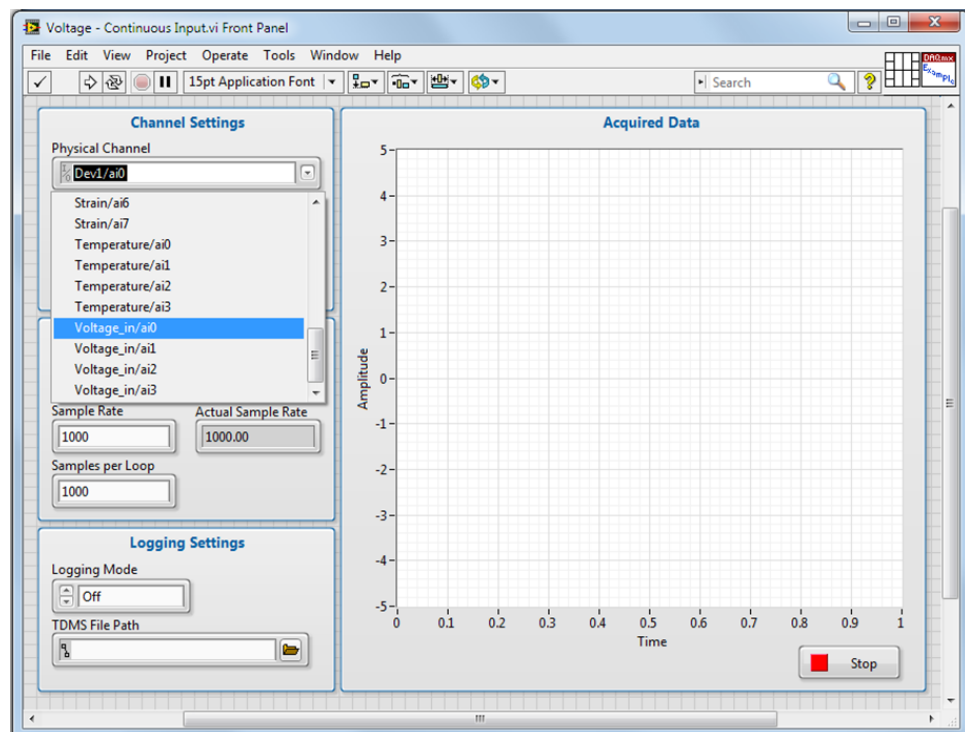 Voltage - Continuous Input.vi Front Panel
File Edit View Project Operate Tools Window Help
15pt Application Font
Search
DAQmx
Example
Channel Settings
Physical Channel
Dev1/ai0
Strain/ai6
Strain/ai7
Temperature/ai0
Temperature/ai1
Temperature/ai2
Temperature/ai3
Voltage_in/ai0
Voltage_in/ai1
Voltage_in/ai2
Voltage_in/ai3
Sample Rate Actual Sample Rate
1000 1000.00
Samples per Loop
1000
Logging Settings
Logging Mode
Off
TDMS File Path
Acquired Data
Amplitude
5
4
3
2
1
0
-1
-2
-3
-4
-5
0 0.1 0.2 0.3 0.4 0.5 0.6 0.7 0.8 0.9 1
Time
Stop